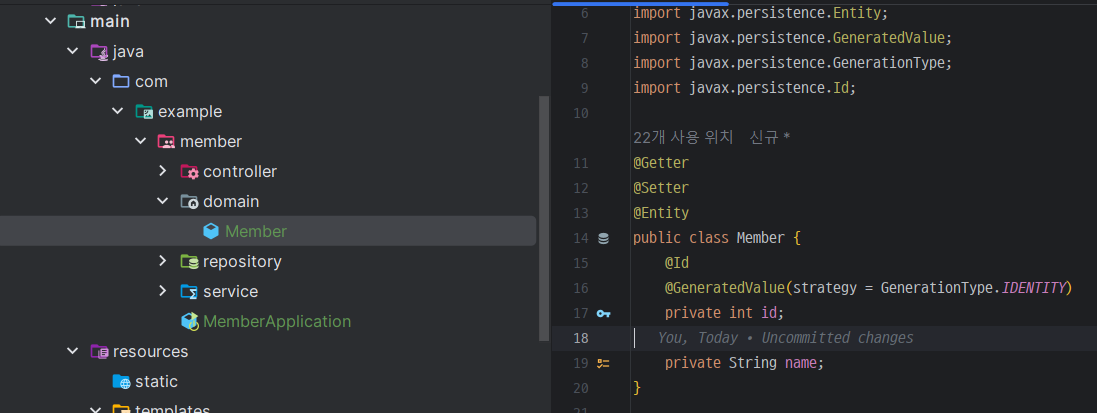 main
java
com
example
member
controller
domain
Member
repository
service
MemberApplication
resources
static
templates
6 import javax.persistence.Entity;
7 import javax.persistence.GeneratedValue;
8 import javax.persistence.GenerationType;
9 import javax.persistence.Id;
10
22개 사용 위치 신규 *
11 @Getter
12 @Setter
13 @Entity
14 public class Member {
15 @Id
16 @GeneratedValue(strategy = GenerationType.IDENTITY)
17 private int id;
18 You, Today • Uncommitted changes
19 private String name;
20 }